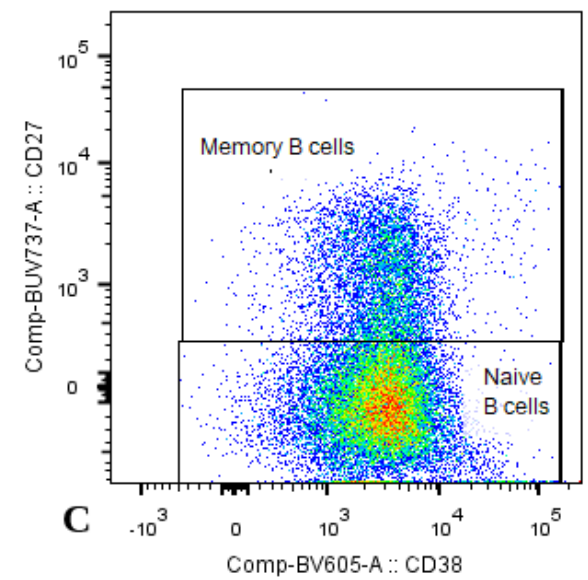 10^5
10^4
10^3
0
Comp-BUV737-A :: CD27
Memory B cells
Naive
B cells
C
-10^3
0
10^3
10^4
10^5
Comp-BV605-A :: CD38